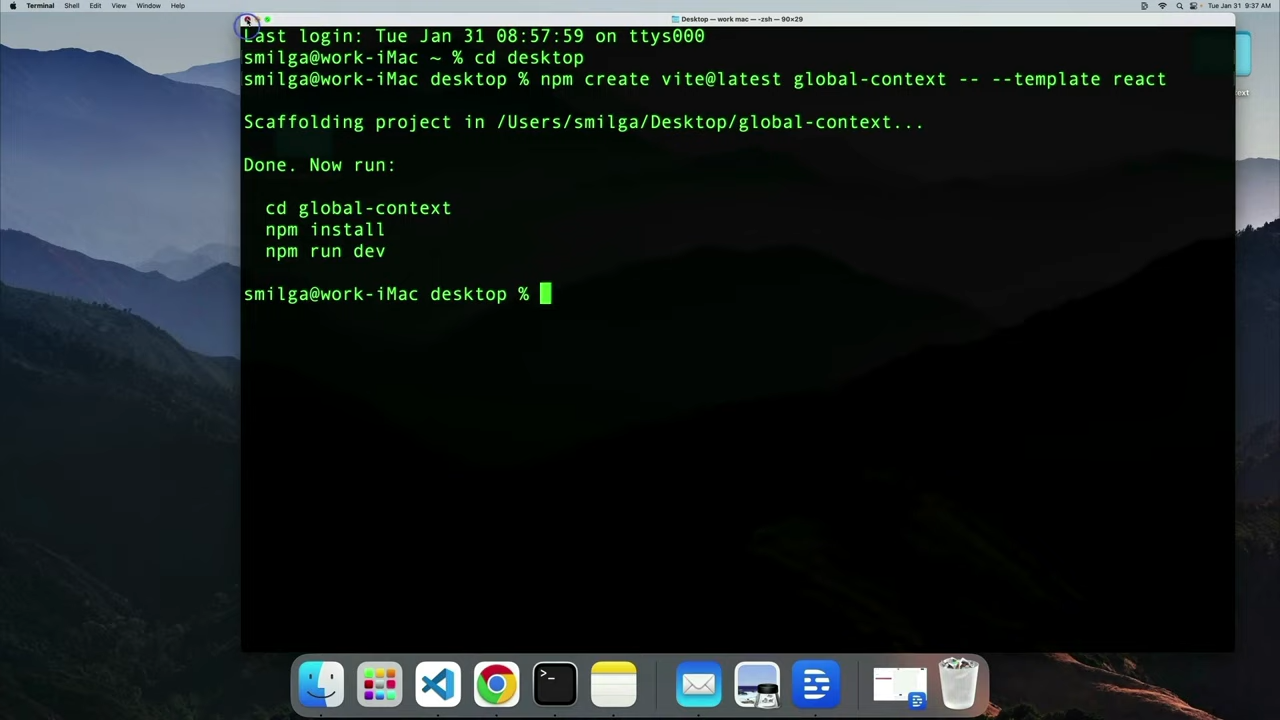 Terminal Shell Edit View Window Help Tue Jan 31 9:37 AM
Desktop — work mac — -zsh — 90×29
Last login: Tue Jan 31 08:57:59 on ttys000
smilga@work-iMac ~ % cd desktop
smilga@work-iMac desktop % npm create vite@latest global-context -- --template react
Scaffolding project in /Users/smilga/Desktop/global-context...
Done. Now run:
cd global-context
npm install
npm run dev
smilga@work-iMac desktop %
>_